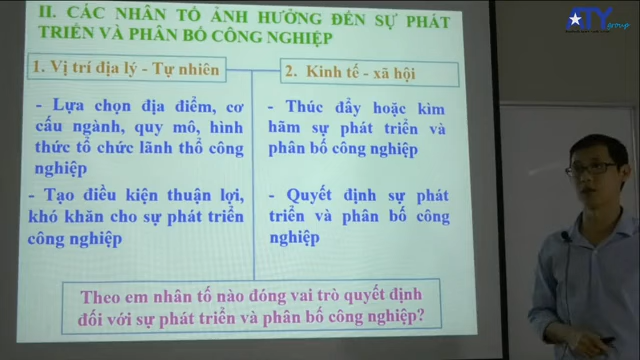 II. CÁC NHÂN TỐ ẢNH HƯỞNG ĐẾN SỰ PHÁT
TRIỂN VÀ PHÂN BỐ CÔNG NGHIỆP
1. Vị trí địa lý - Tự nhiên
- Lựa chọn địa điểm, cơ
cấu ngành, quy mô, hình
thức tổ chức lãnh thổ công
nghiệp
- Tạo điều kiện thuận lợi,
khó khăn cho sự phát triển
công nghiệp
2. Kinh tế - xã hội
- Thúc đẩy hoặc kìm
hãm sự phát triển và
phân bố công nghiệp
- Quyết định sự phát
triển và phân bố công
nghiệp
Theo em nhân tố nào đóng vai trò quyết định
đối với sự phát triển và phân bố công nghiệp?
ATY group